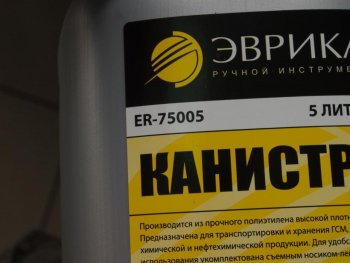 ЭВРИКА
РУЧНОЙ ИНСТРУМЕ
ER-75005 5 ЛИТ
КАНИСТР
Производится из прочного полиэтилена высокой плотн
Предназначена для транспортировки и хранения ГСМ,
химической и нефтехимической продукции. Для удобс
использования укомплектована съемным носиком-ле